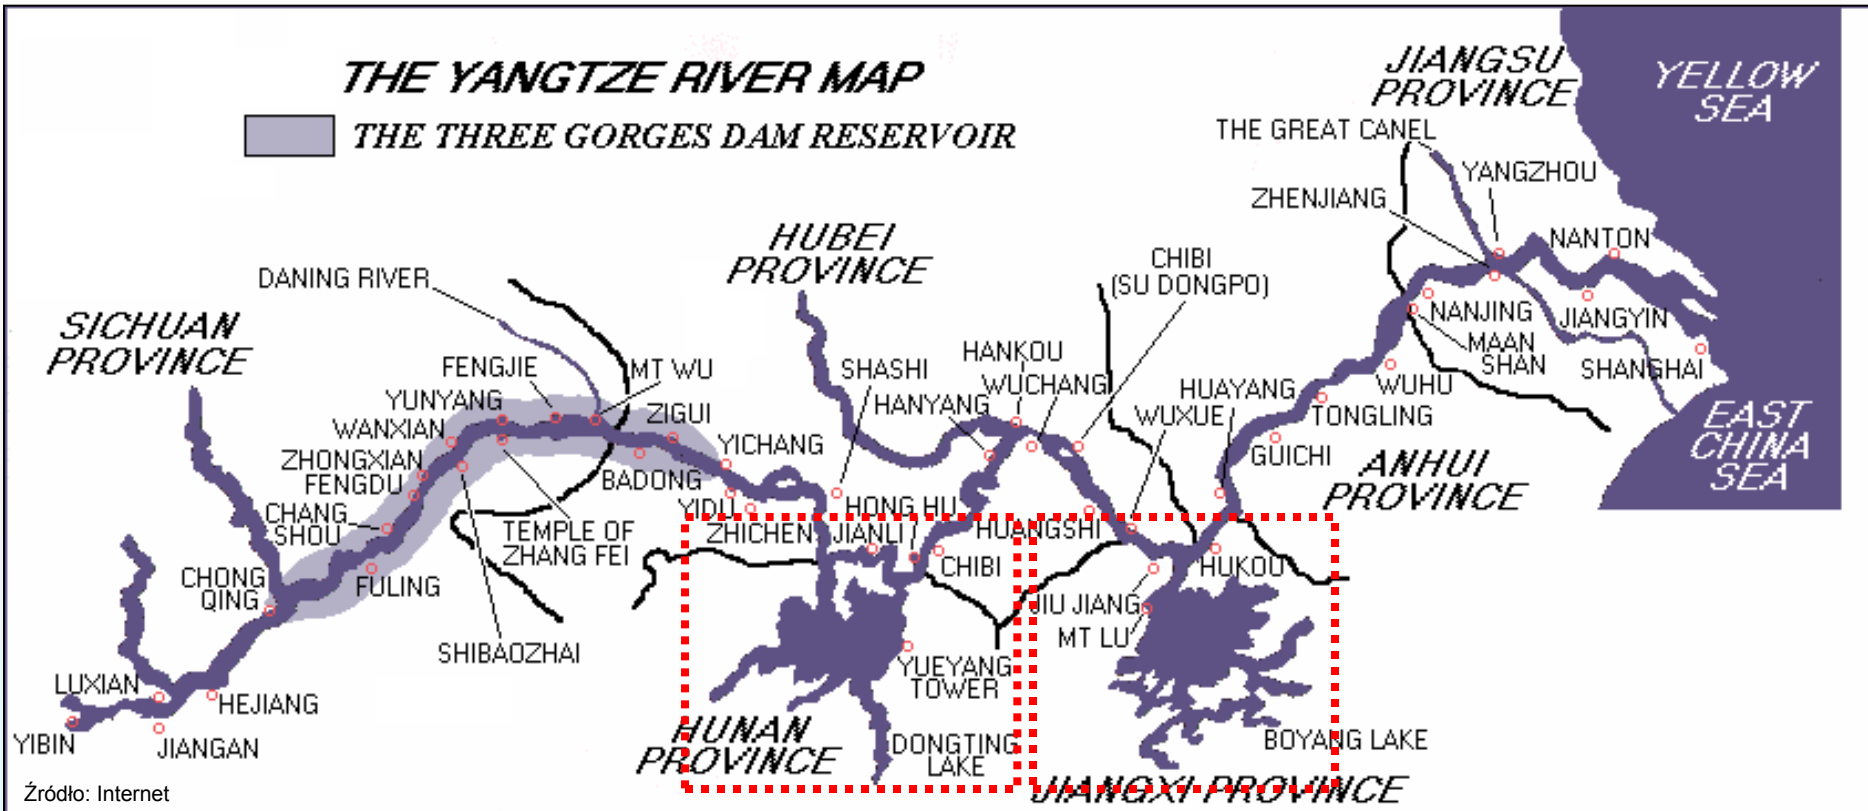 THE YANGTZE RIVER MAP
THE THREE GORGES DAM RESERVOIR
JIANGSU
PROVINCE
YELLOW
SEA
THE GREAT CANEL
YANGZHOU
ZHENJIANG
NANTON
HUBEI
PROVINCE
CHIBI
(SU DONGPO)
DANING RIVER
NANJING
JIANGYIN
MAAN
SHAN
SHANGHAI
SICHUAN
PROVINCE
FENGJIE
MT WU
SHASHI
HANKOU
WUCHANG
HUAYANG
WUHU
YUNYANG
ZIGUI
HANYANG
WUXUE
TONGLING
EAST
CHINA
SEA
WANXIAN
YICHANG
GUICHI
ZHONGXIAN
FENGDU
BADONG
ANHUI
PROVINCE
CHANG
SHOU
TEMPLE OF
ZHANG FEI
YIDU
HONG HU
ZHICHEN
JIANLI
HUANGSHI
CHONG
QING
FULING
CHIBI
HUKOU
JIU JIANG
MT LU
SHIBAOZHAI
YUEYANG
TOWER
LUXIAN
HEJIANG
YIBIN
JIANGAN
HUNAN
PROVINCE
DONGTING
LAKE
BOYANG LAKE
JIANGXI PROVINCE
Źródło: Internet